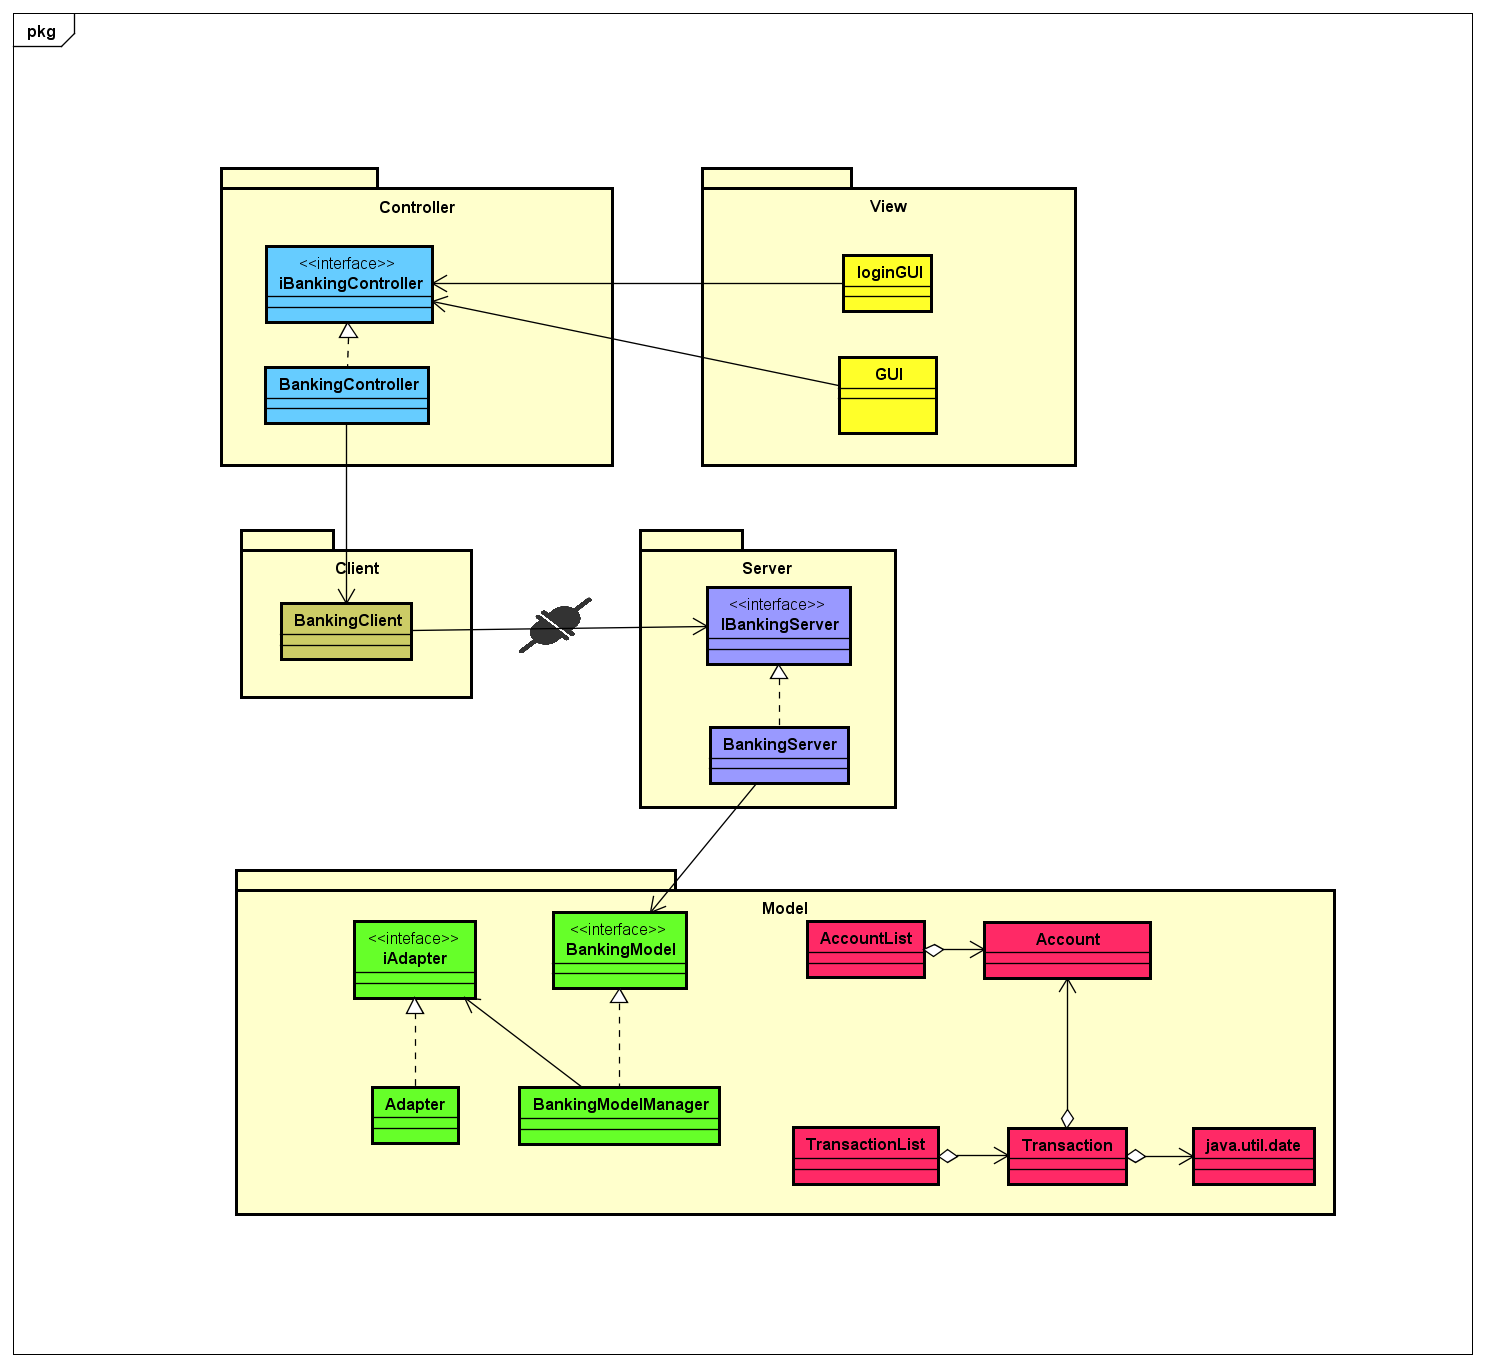 pkg
Controller
<<interface>>
iBankingController
BankingController
View
loginGUI
GUI
Client
BankingClient
Server
<<interface>>
IBankingServer
BankingServer
Model
<<inteface>>
iAdapter
<<interface>>
BankingModel
AccountList
Account
Adapter
BankingModelManager
TransactionList
Transaction
java.util.date